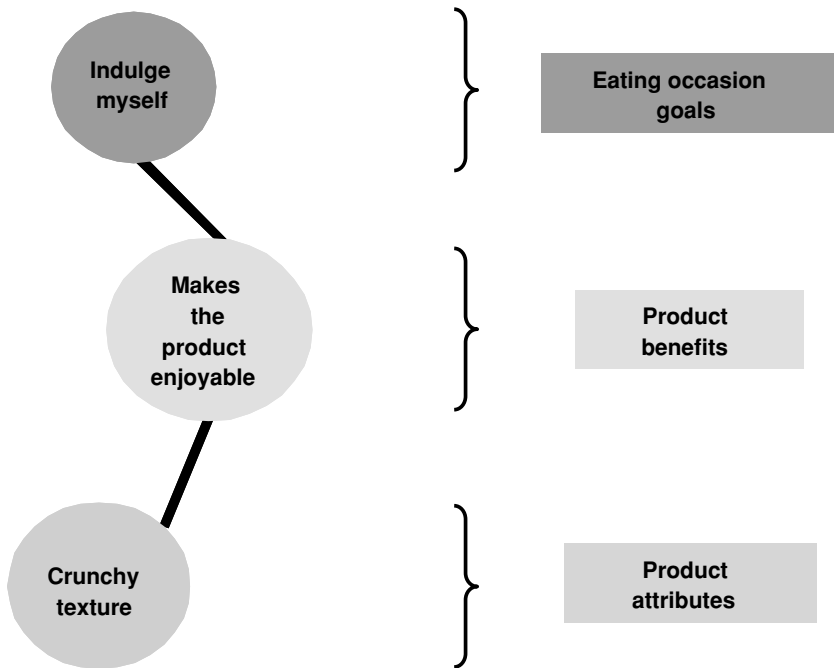 Indulge
myself
Eating occasion
goals
Makes
the
product
enjoyable
Product
benefits
Crunchy
texture
Product
attributes